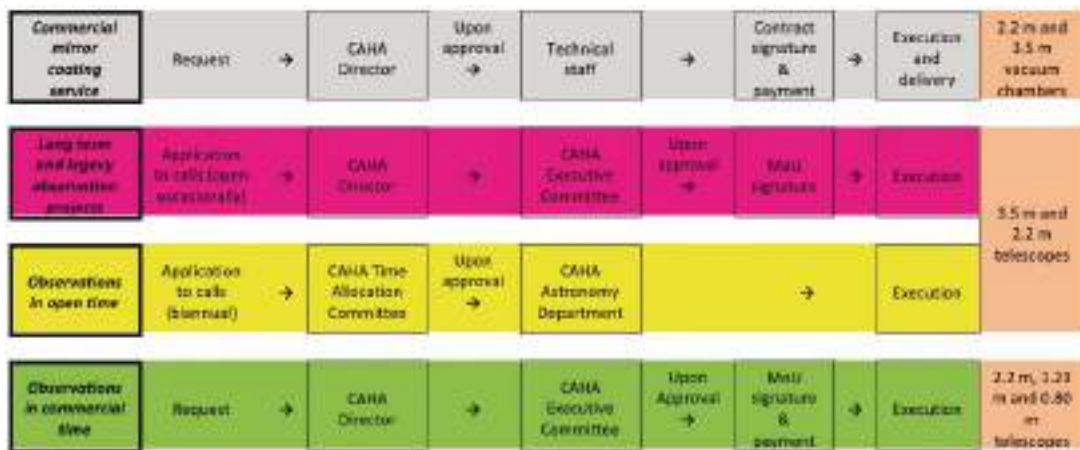 Commercial
mirror
coating
service
Request
→
CAHA
Director
Upon
approval
→
Technical
staff
→
Contract
signature
&
payment
→
Execution
and
delivery
2.2 m and
3.5 m
vacuum
chambers
Long term
and legacy
observation
projects
Application
to calls (open
occasionally)
→
CAHA
Director
→
CAHA
Executive
Committee
Upon
approval
→
MoU
signature
→
Execution
3.5 m and
2.2 m
telescopes
Observations
in open time
Application
to calls
(biannual)
→
CAHA Time
Allocation
Committee
Upon
approval
→
CAHA
Astronomy
Department
→
Execution
Observations
in commercial
time
Request
→
CAHA
Director
→
CAHA
Executive
Committee
Upon
Approval
→
MoU
signature
&
payment
→
Execution
2.2 m, 1.23
m and 0.80
m
telescopes